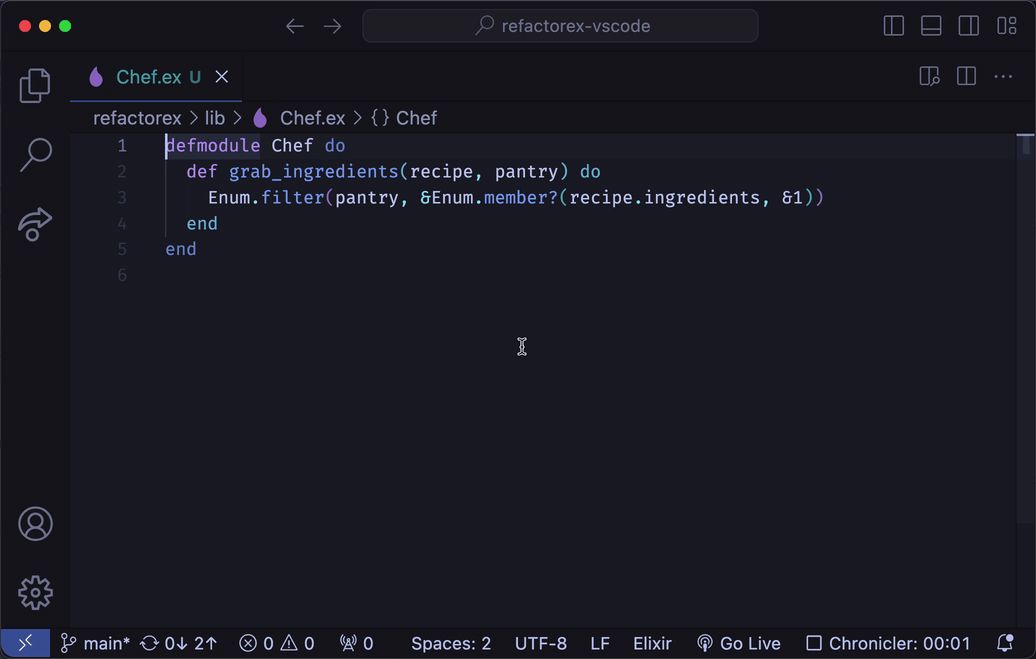 refactorex-vscode
Chef.ex U
refactorex > lib > Chef.ex > {} Chef
1 defmodule Chef do
2 def grab_ingredients(recipe, pantry) do
3 Enum.filter(pantry, &Enum.member?(recipe.ingredients, &1))
4 end
5 end
6
main* 0↓ 2↑ 0 0 0 Spaces: 2 UTF-8 LF Elixir Go Live Chronicler: 00:01